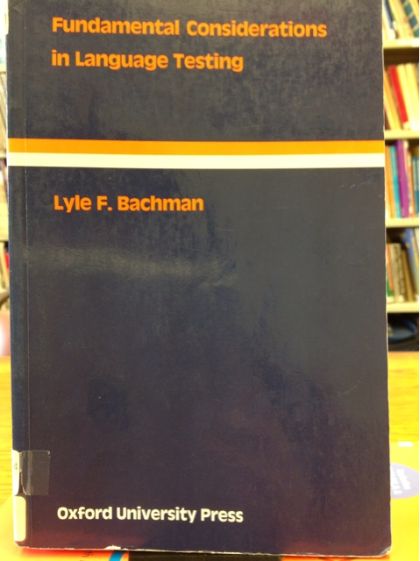 Fundamental Considerations
in Language Testing
Lyle F. Bachman
Oxford University Press